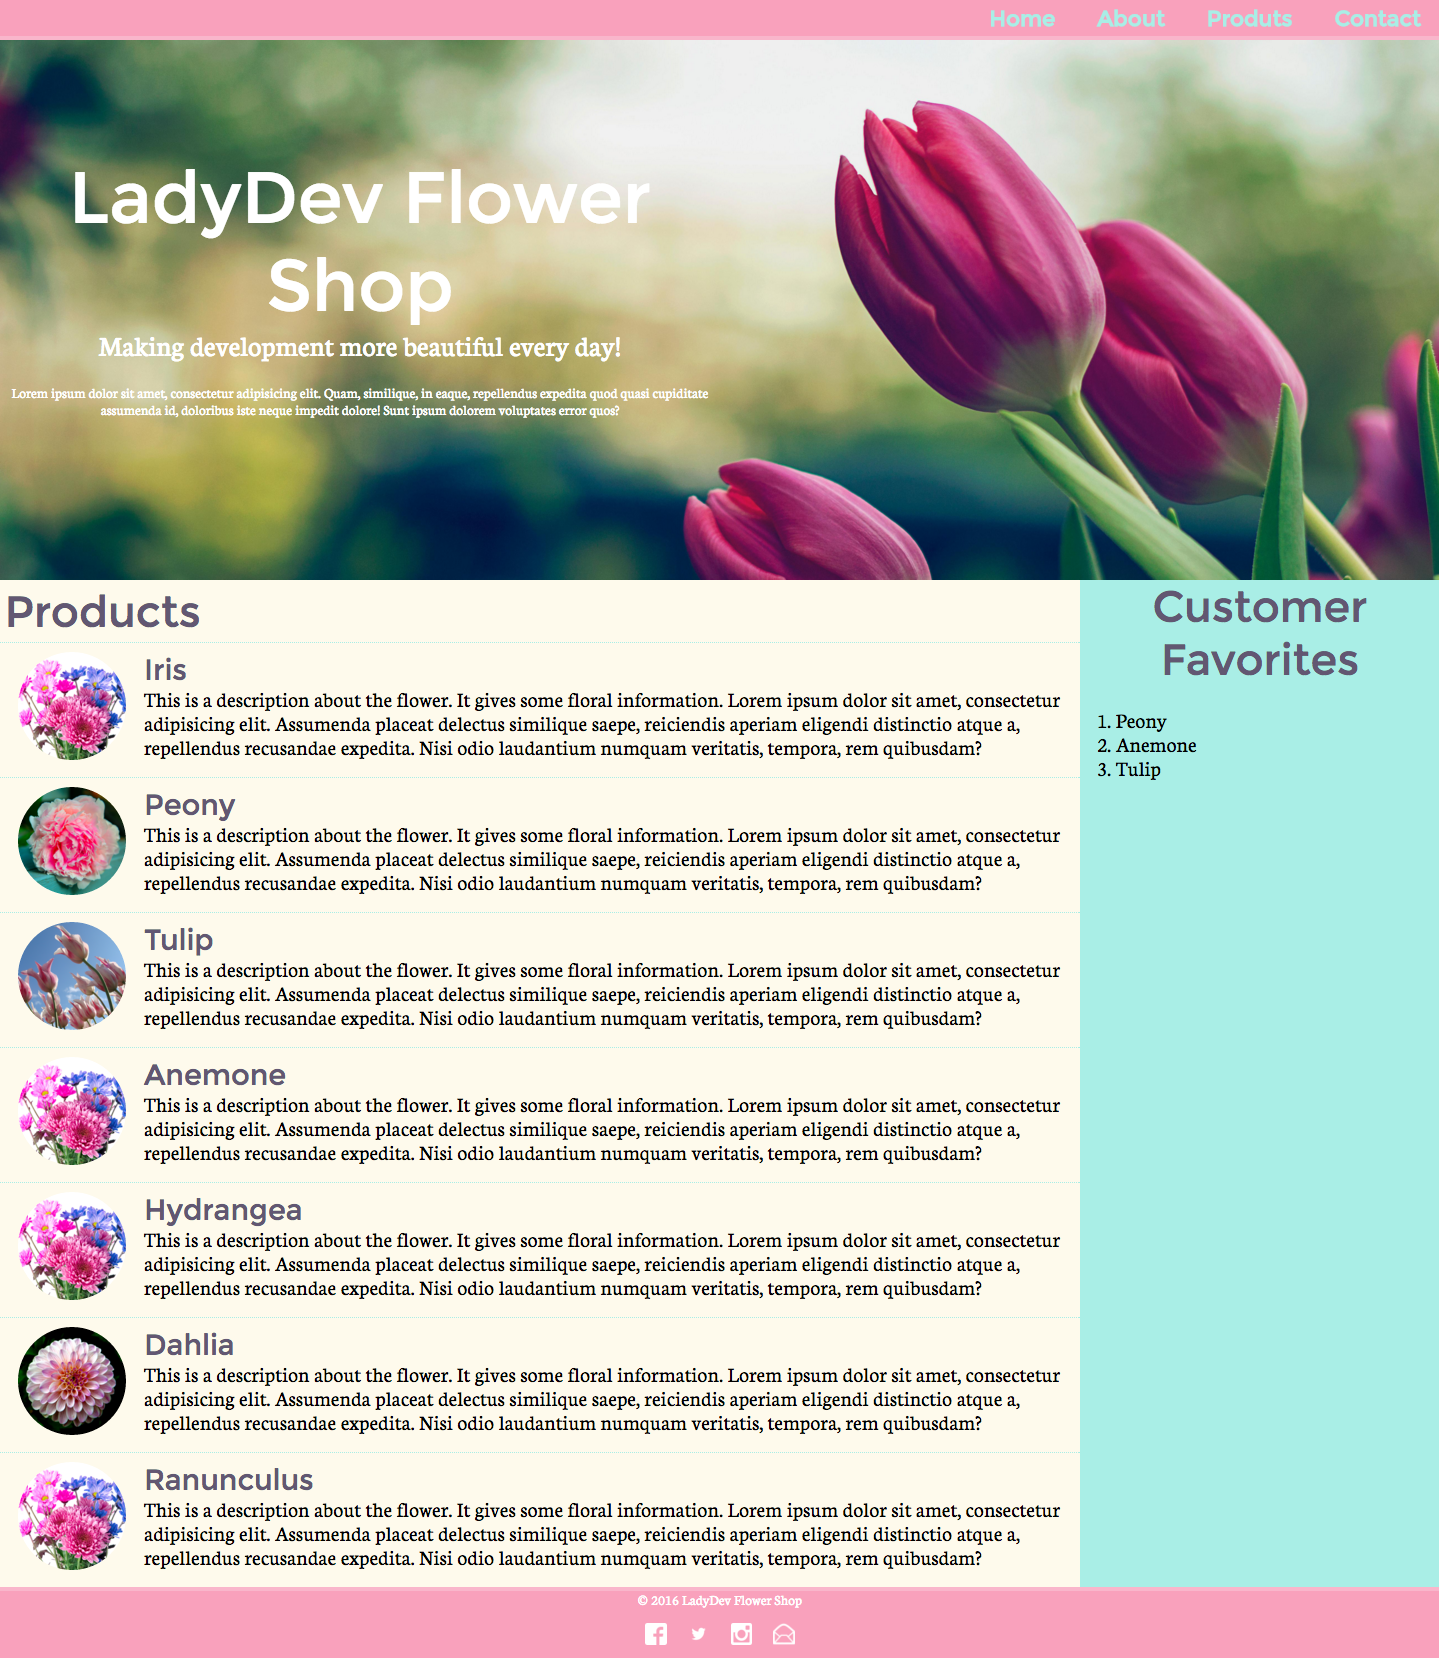 Home About Produts Contact
LadyDev Flower
Shop
Making development more beautiful every day!
Lorem ipsum dolor sit amet, consectetur adipisicing elit. Quam, similique, in eaque, repellendus expedita quod quasi cupiditate
assumenda id, doloribus iste neque impedit dolore! Sunt ipsum dolorem voluptates error quos?
Products
Iris
This is a description about the flower. It gives some floral information. Lorem ipsum dolor sit amet, consectetur
adipisicing elit. Assumenda placeat delectus similique saepe, reiciendis aperiam eligendi distinctio atque a,
repellendus recusandae expedita. Nisi odio laudantium numquam veritatis, tempora, rem quibusdam?
Peony
This is a description about the flower. It gives some floral information. Lorem ipsum dolor sit amet, consectetur
adipisicing elit. Assumenda placeat delectus similique saepe, reiciendis aperiam eligendi distinctio atque a,
repellendus recusandae expedita. Nisi odio laudantium numquam veritatis, tempora, rem quibusdam?
Tulip
This is a description about the flower. It gives some floral information. Lorem ipsum dolor sit amet, consectetur
adipisicing elit. Assumenda placeat delectus similique saepe, reiciendis aperiam eligendi distinctio atque a,
repellendus recusandae expedita. Nisi odio laudantium numquam veritatis, tempora, rem quibusdam?
Anemone
This is a description about the flower. It gives some floral information. Lorem ipsum dolor sit amet, consectetur
adipisicing elit. Assumenda placeat delectus similique saepe, reiciendis aperiam eligendi distinctio atque a,
repellendus recusandae expedita. Nisi odio laudantium numquam veritatis, tempora, rem quibusdam?
Hydrangea
This is a description about the flower. It gives some floral information. Lorem ipsum dolor sit amet, consectetur
adipisicing elit. Assumenda placeat delectus similique saepe, reiciendis aperiam eligendi distinctio atque a,
repellendus recusandae expedita. Nisi odio laudantium numquam veritatis, tempora, rem quibusdam?
Dahlia
This is a description about the flower. It gives some floral information. Lorem ipsum dolor sit amet, consectetur
adipisicing elit. Assumenda placeat delectus similique saepe, reiciendis aperiam eligendi distinctio atque a,
repellendus recusandae expedita. Nisi odio laudantium numquam veritatis, tempora, rem quibusdam?
Ranunculus
This is a description about the flower. It gives some floral information. Lorem ipsum dolor sit amet, consectetur
adipisicing elit. Assumenda placeat delectus similique saepe, reiciendis aperiam eligendi distinctio atque a,
repellendus recusandae expedita. Nisi odio laudantium numquam veritatis, tempora, rem quibusdam?
Customer
Favorites
1. Peony
2. Anemone
3. Tulip
© 2016 LadyDev Flower Shop